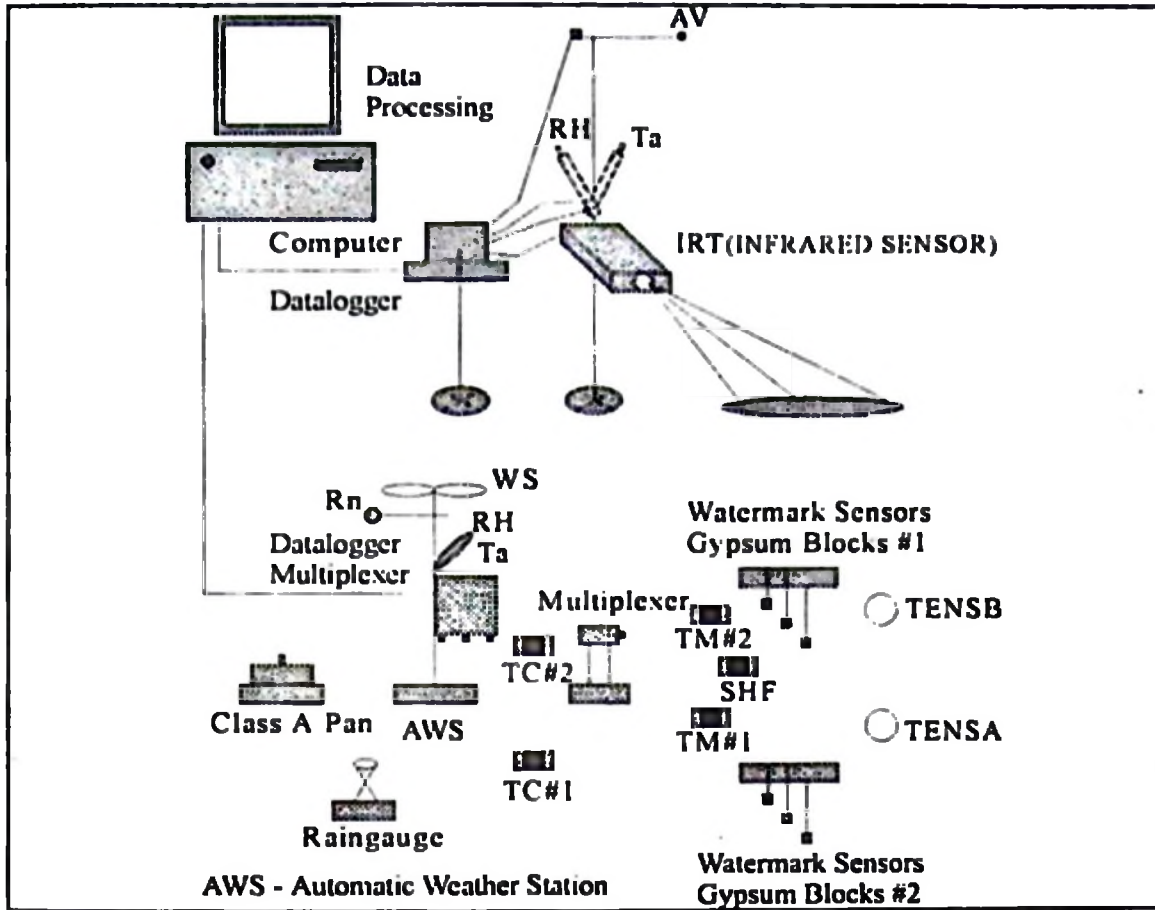 AV
Data
Processing
RH
Ta
Computer
IRT(INFRARED SENSOR)
Datalogger
WS
Rn
RH
Datalogger
Ta
Multiplexer
Watermark Sensors
Gypsum Blocks #1
Multiplexer
TM#2
TENSB
TC#2
SHF
Class A Pan
AWS
TM#1
TENSA
TC#1
Raingauge
AWS - Automatic Weather Station
Watermark Sensors
Gypsum Blocks #2